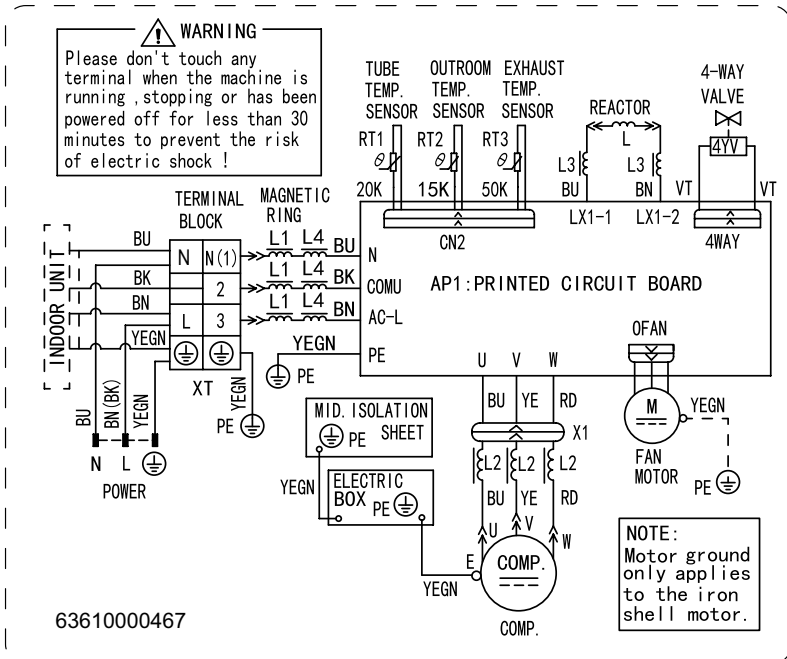 WARNING
Please don't touch any
terminal when the machine is
running ,stopping or has been
powered off for less than 30
minutes to prevent the risk
of electric shock !
TUBE
TEMP.
SENSOR
OUTROOM
TEMP.
SENSOR
EXHAUST
TEMP.
SENSOR
RT1
RT2
RT3
θ
θ
θ
20K
15K
50K
CN2
REACTOR
L
L3
L3
BU
BN
LX1-1
LX1-2
4-WAY
VALVE
4YV
VT
VT
4WAY
TERMINAL
BLOCK
MAGNETIC
RING
INDOOR UNIT
BU
N
N(1)
L1
L4
BU
N
BK
2
L1
L4
BK
COMU
BN
L
3
L1
L4
BN
AC-L
YEGN
XT
YEGN
PE
YEGN
PE
PE
AP1:PRINTED CIRCUIT BOARD
BU
BN(BK)
YEGN
N
L
POWER
U
V
W
BU
YE
RD
X1
L2
L2
L2
BU
YE
RD
U
V
W
OFAN
M
YEGN
FAN
MOTOR
PE
MID. ISOLATION
SHEET
PE
YEGN
ELECTRIC
BOX
PE
E
YEGN
COMP.
COMP.
NOTE:
Motor ground
only applies
to the iron
shell motor.
63610000467